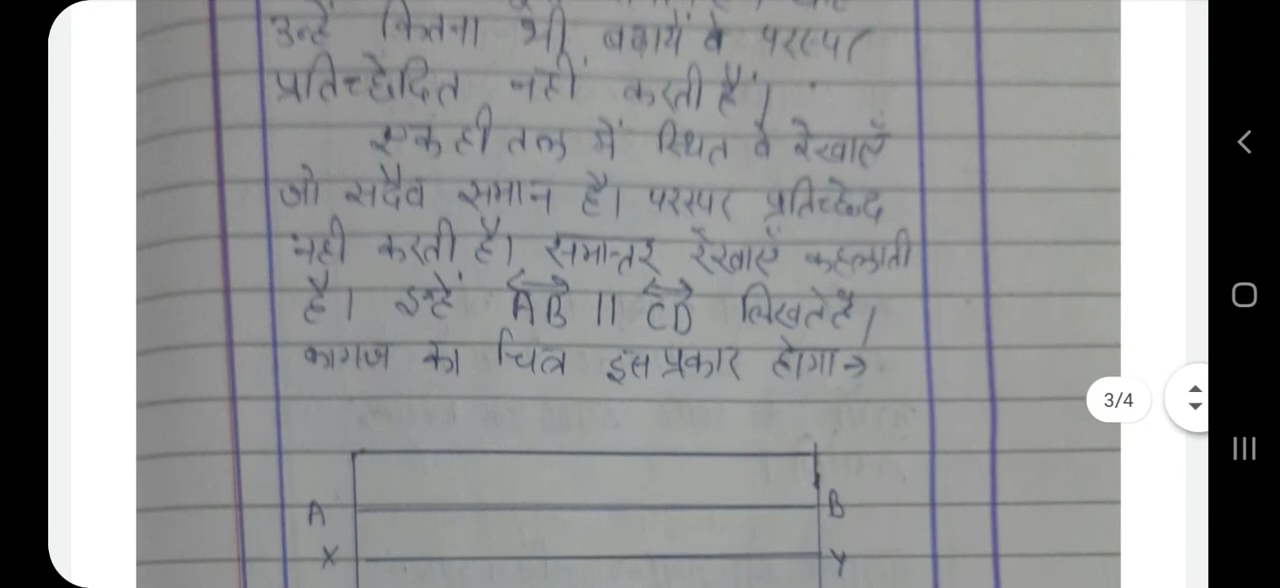 उन्हें कितना भी बढ़ायें वे परस्पर
प्रतिच्छेदित नहीं करती हैं।
एक ही तल में स्थित वे रेखाएँ
जो सदैव समान है। परस्पर प्रतिच्छेद
नही करती है। समान्तर रेखाएँ कहलाती
है। इन्हें AB || CD लिखते है।
कागज का चित्र इस प्रकार होगा →
3/4
A B
X Y